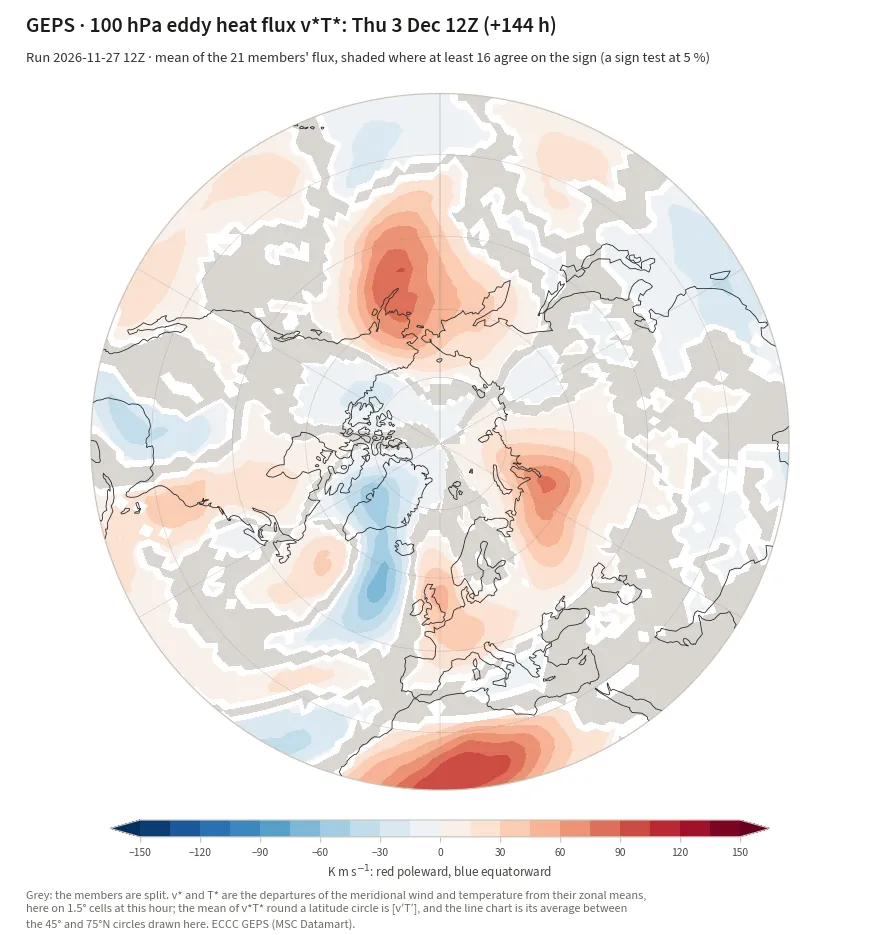 GEPS · 100 hPa eddy heat flux v*T*: Thu 3 Dec 12Z (+144 h)
Run 2026-11-27 12Z · mean of the 21 members' flux, shaded where at least 16 agree on the sign (a sign test at 5 %)
−150 −120 −90 −60 −30 0 30 60 90 120 150
K m s⁻¹: red poleward, blue equatorward
Grey: the members are split. v* and T* are the departures of the meridional wind and temperature from their zonal means,
here on 1.5° cells at this hour; the mean of v*T* round a latitude circle is [v′T′], and the line chart is its average between
the 45° and 75°N circles drawn here. ECCC GEPS (MSC Datamart).